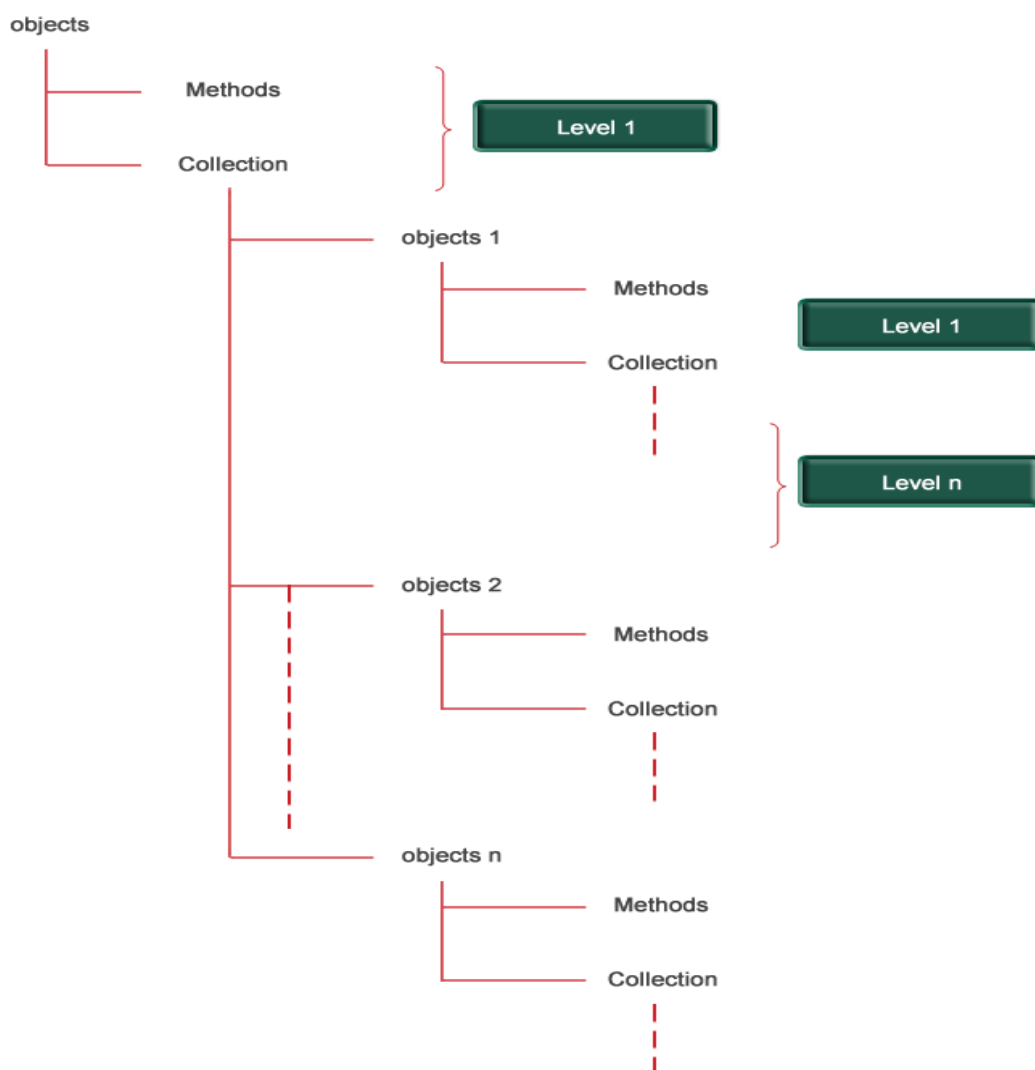 objects
Methods
Level 1
Collection
objects 1
Methods
Level 1
Collection
Level n
objects 2
Methods
Collection
objects n
Methods
Collection